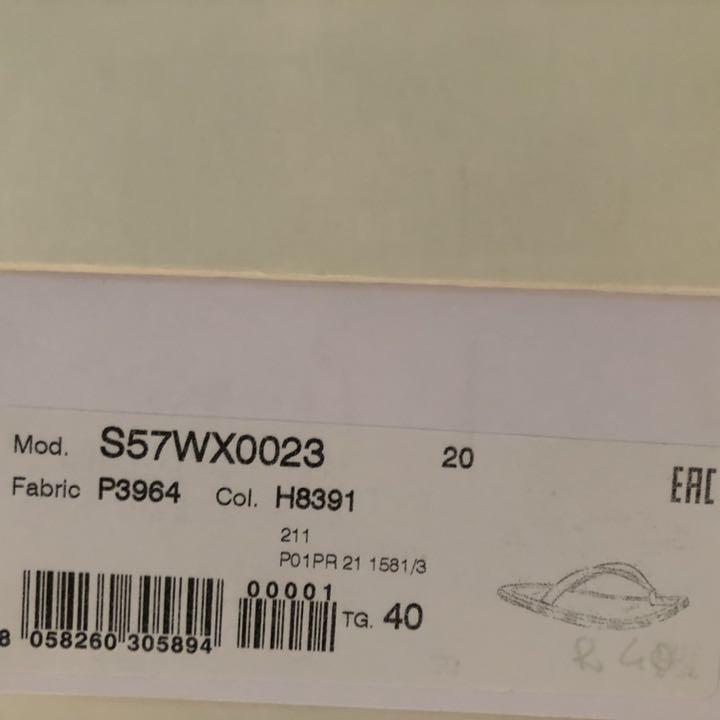 Mod. S57WX0023 20
Fabric P3964 Col. H8391
EAC
211
P01PR 21 1581/3
00001
TG. 40
8 058260 305894